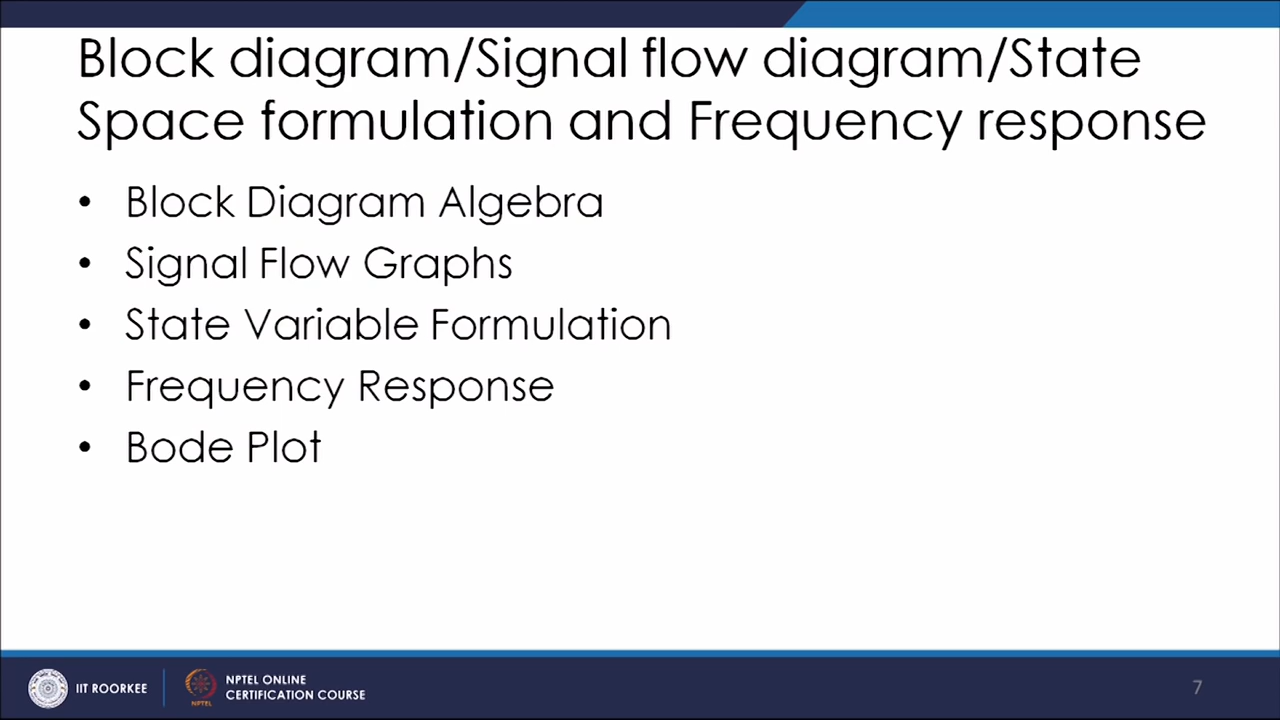 Block diagram/Signal flow diagram/State
Space formulation and Frequency response
• Block Diagram Algebra
• Signal Flow Graphs
• State Variable Formulation
• Frequency Response
• Bode Plot
IIT ROORKEE
NPTEL
NPTEL ONLINE
CERTIFICATION COURSE
7